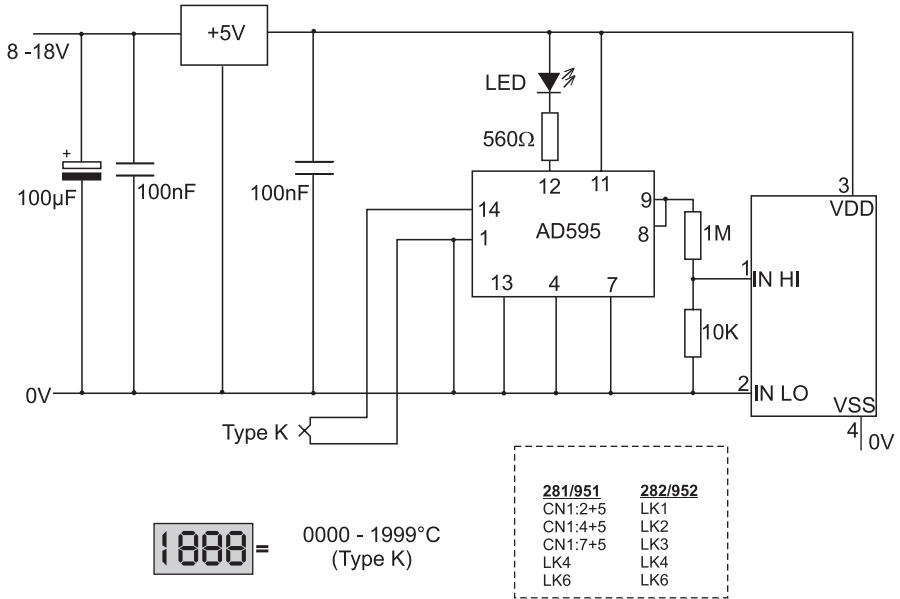 +5V
8 -18V
LED
560Ω
+
100µF
100nF
100nF
12 11
14
1
AD595
9
8
13 4 7
1M
10K
3
VDD
1
IN HI
2
IN LO
VSS
4
0V
0V
Type K
281/951 282/952
CN1:2+5 LK1
CN1:4+5 LK2
CN1:7+5 LK3
LK4 LK4
LK6 LK6
1888 = 0000 - 1999°C
(Type K)